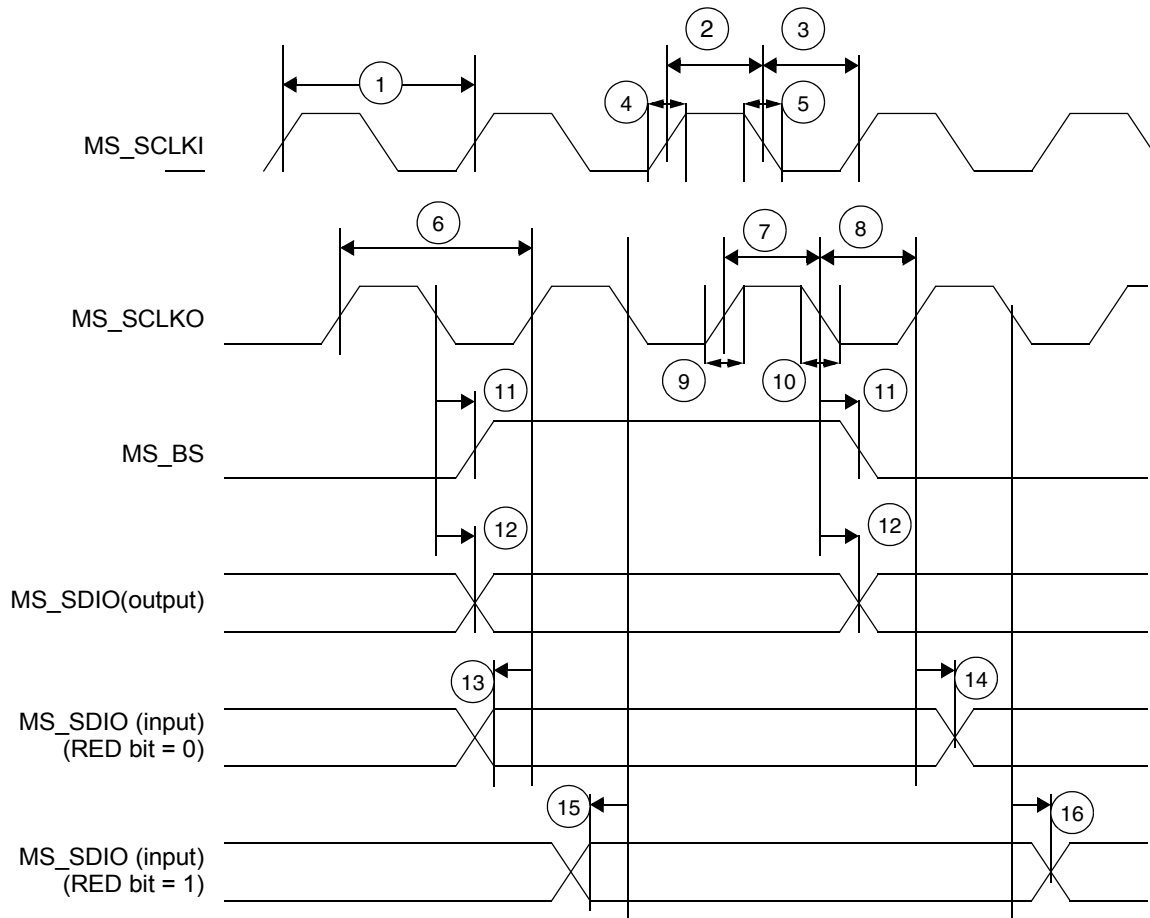 2
3
1
4
5
MS_SCLKI
6
7
8
MS_SCLKO
9
10
11
11
MS_BS
12
12
MS_SDIO(output)
13
14
MS_SDIO (input)
(RED bit = 0)
15
16
MS_SDIO (input)
(RED bit = 1)